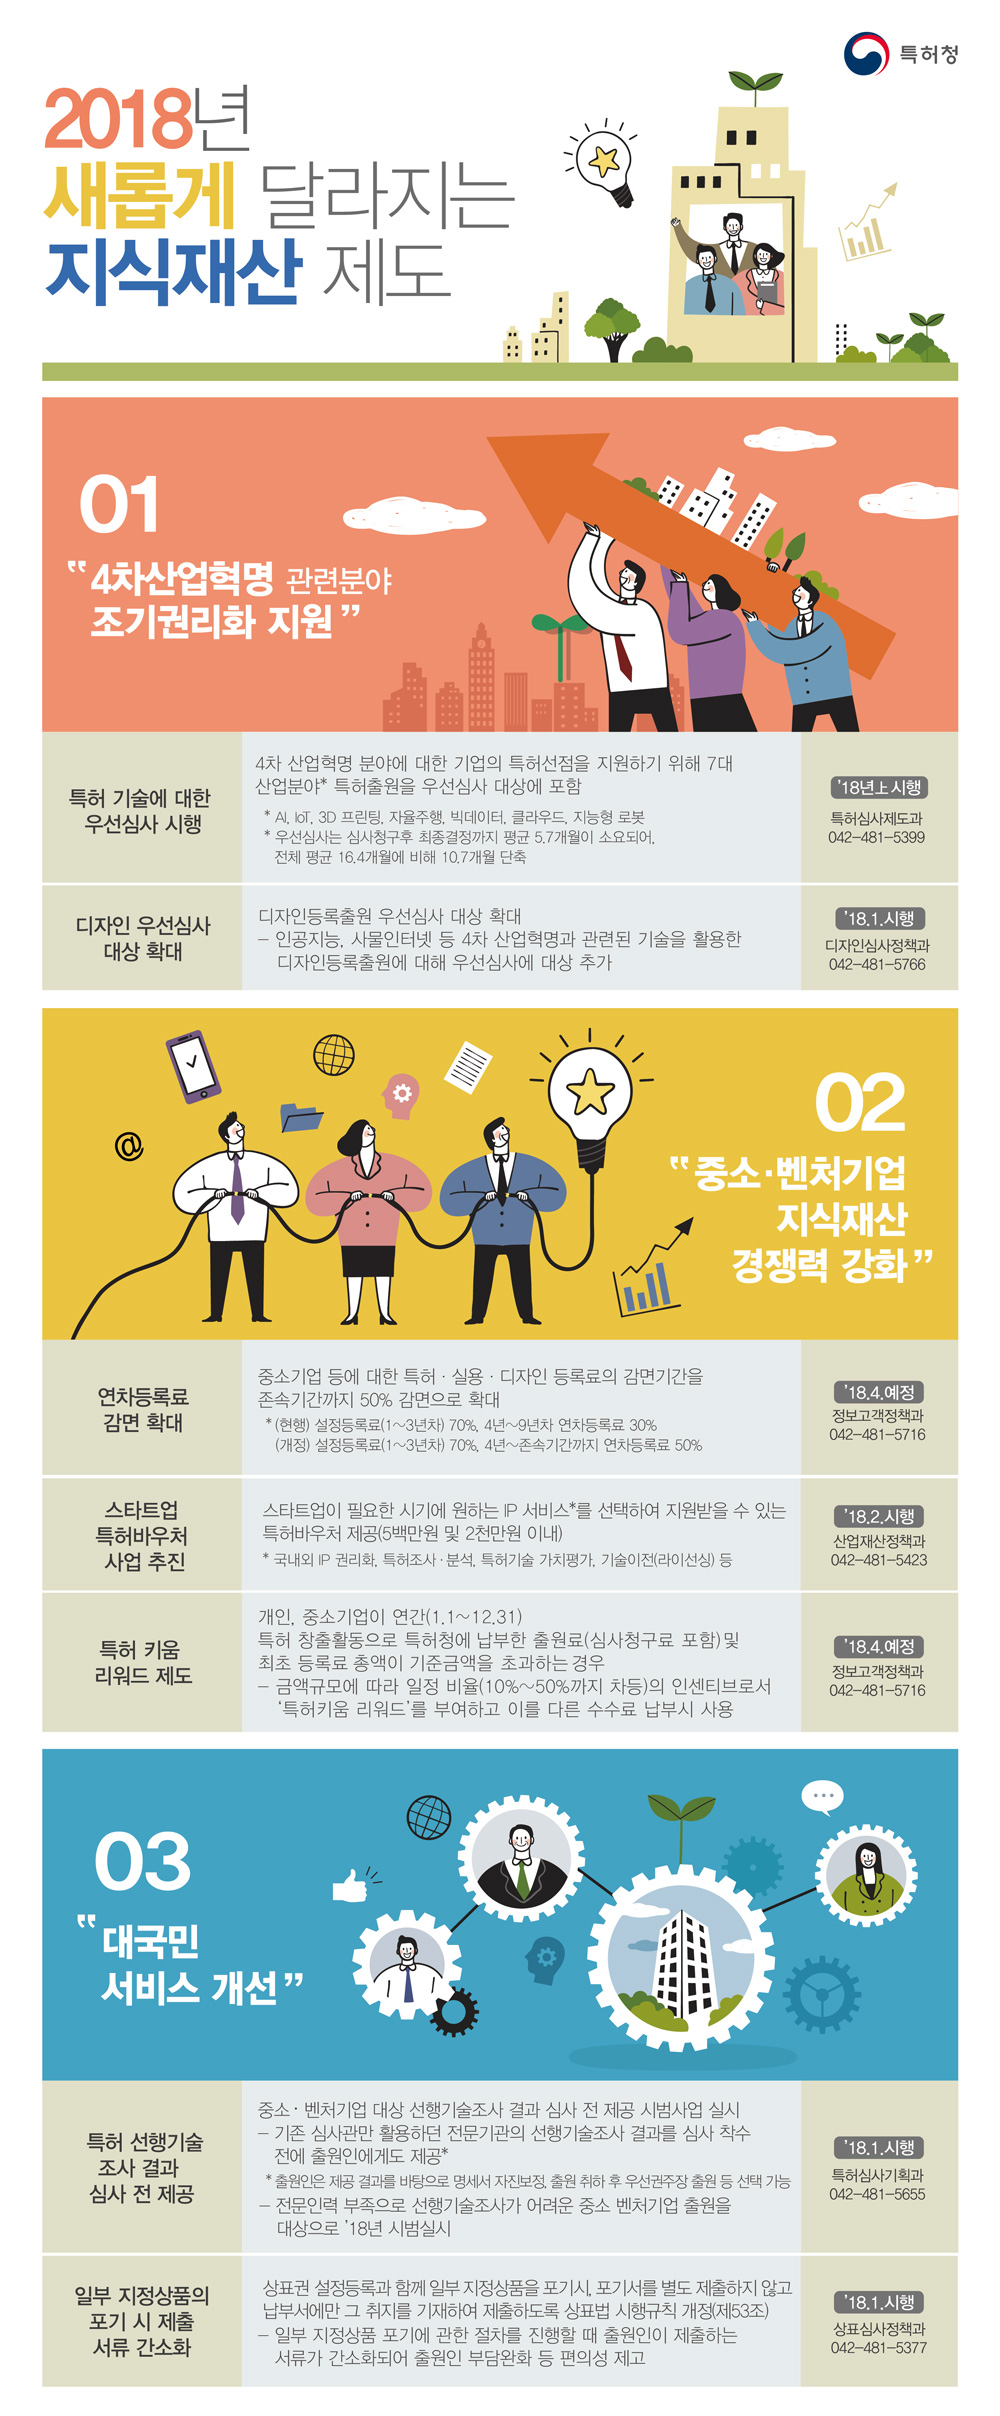 특허청
2018년
새롭게 달라지는
지식재산 제도
01
“4차산업혁명 관련분야
조기권리화 지원”
특허 기술에 대한
우선심사 시행
4차 산업혁명 분야에 대한 기업의 특허선점을 지원하기 위해 7대
산업분야* 특허출원을 우선심사 대상에 포함
* AI, IoT, 3D 프린팅, 자율주행, 빅데이터, 클라우드, 지능형 로봇
* 우선심사는 심사청구후 최종결정까지 평균 5.7개월이 소요되어,
전체 평균 16.4개월에 비해 10.7개월 단축
'18년上 시행
특허심사제도과
042-481-5399
디자인 우선심사
대상 확대
디자인등록출원 우선심사 대상 확대
- 인공지능, 사물인터넷 등 4차 산업혁명과 관련된 기술을 활용한
디자인등록출원에 대해 우선심사에 대상 추가
'18.1.시행
디자인심사정책과
042-481-5766
@
02
“중소·벤처기업
지식재산
경쟁력 강화”
연차등록료
감면 확대
중소기업 등에 대한 특허·실용·디자인 등록료의 감면기간을
존속기간까지 50% 감면으로 확대
* (현행) 설정등록료(1~3년차) 70%, 4년~9년차 연차등록료 30%
(개정) 설정등록료(1~3년차) 70%, 4년~존속기간까지 연차등록료 50%
'18.4.예정
정보고객정책과
042-481-5716
스타트업
특허바우처
사업 추진
스타트업이 필요한 시기에 원하는 IP 서비스*를 선택하여 지원받을 수 있는
특허바우처 제공(5백만원 및 2천만원 이내)
* 국내외 IP 권리화, 특허조사·분석, 특허기술 가치평가, 기술이전(라이선싱) 등
'18.2.시행
산업재산정책과
042-481-5423
특허 키움
리워드 제도
개인, 중소기업이 연간(1.1~12.31)
특허 창출활동으로 특허청에 납부한 출원료(심사청구료 포함)및
최초 등록료 총액이 기준금액을 초과하는 경우
- 금액규모에 따라 일정 비율(10%~50%까지 차등)의 인센티브로서
'특허키움 리워드'를 부여하고 이를 다른 수수료 납부시 사용
'18.4.예정
정보고객정책과
042-481-5716
03
“대국민
서비스 개선”
특허 선행기술
조사 결과
심사 전 제공
중소·벤처기업 대상 선행기술조사 결과 심사 전 제공 시범사업 실시
- 기존 심사관만 활용하던 전문기관의 선행기술조사 결과를 심사 착수
전에 출원인에게도 제공*
* 출원인은 제공 결과를 바탕으로 명세서 자진보정, 출원 취하 후 우선권주장 출원 등 선택 가능
- 전문인력 부족으로 선행기술조사가 어려운 중소 벤처기업 출원을
대상으로 '18년 시범실시
'18.1.시행
특허심사기획과
042-481-5655
일부 지정상품의
포기 시 제출
서류 간소화
상표권 설정등록과 함께 일부 지정상품을 포기시, 포기서를 별도 제출하지 않고
납부서에만 그 취지를 기재하여 제출하도록 상표법 시행규칙 개정(제53조)
- 일부 지정상품 포기에 관한 절차를 진행할 때 출원인이 제출하는
서류가 간소화되어 출원인 부담완화 등 편의성 제고
'18.1.시행
상표심사정책과
042-481-5377